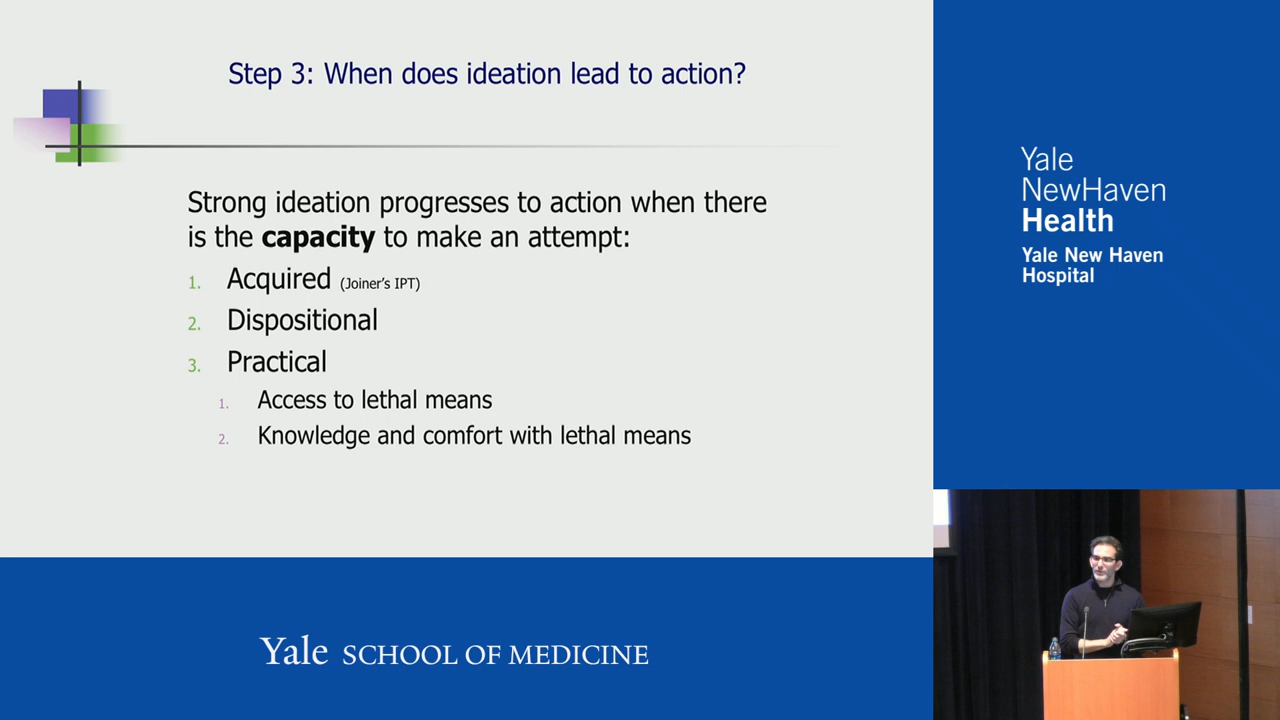 Step 3: When does ideation lead to action?
Strong ideation progresses to action when there
is the capacity to make an attempt:
1. Acquired (Joiner's IPT)
2. Dispositional
3. Practical
1. Access to lethal means
2. Knowledge and comfort with lethal means
Yale
NewHaven
Health
Yale New Haven
Hospital
Yale SCHOOL OF MEDICINE